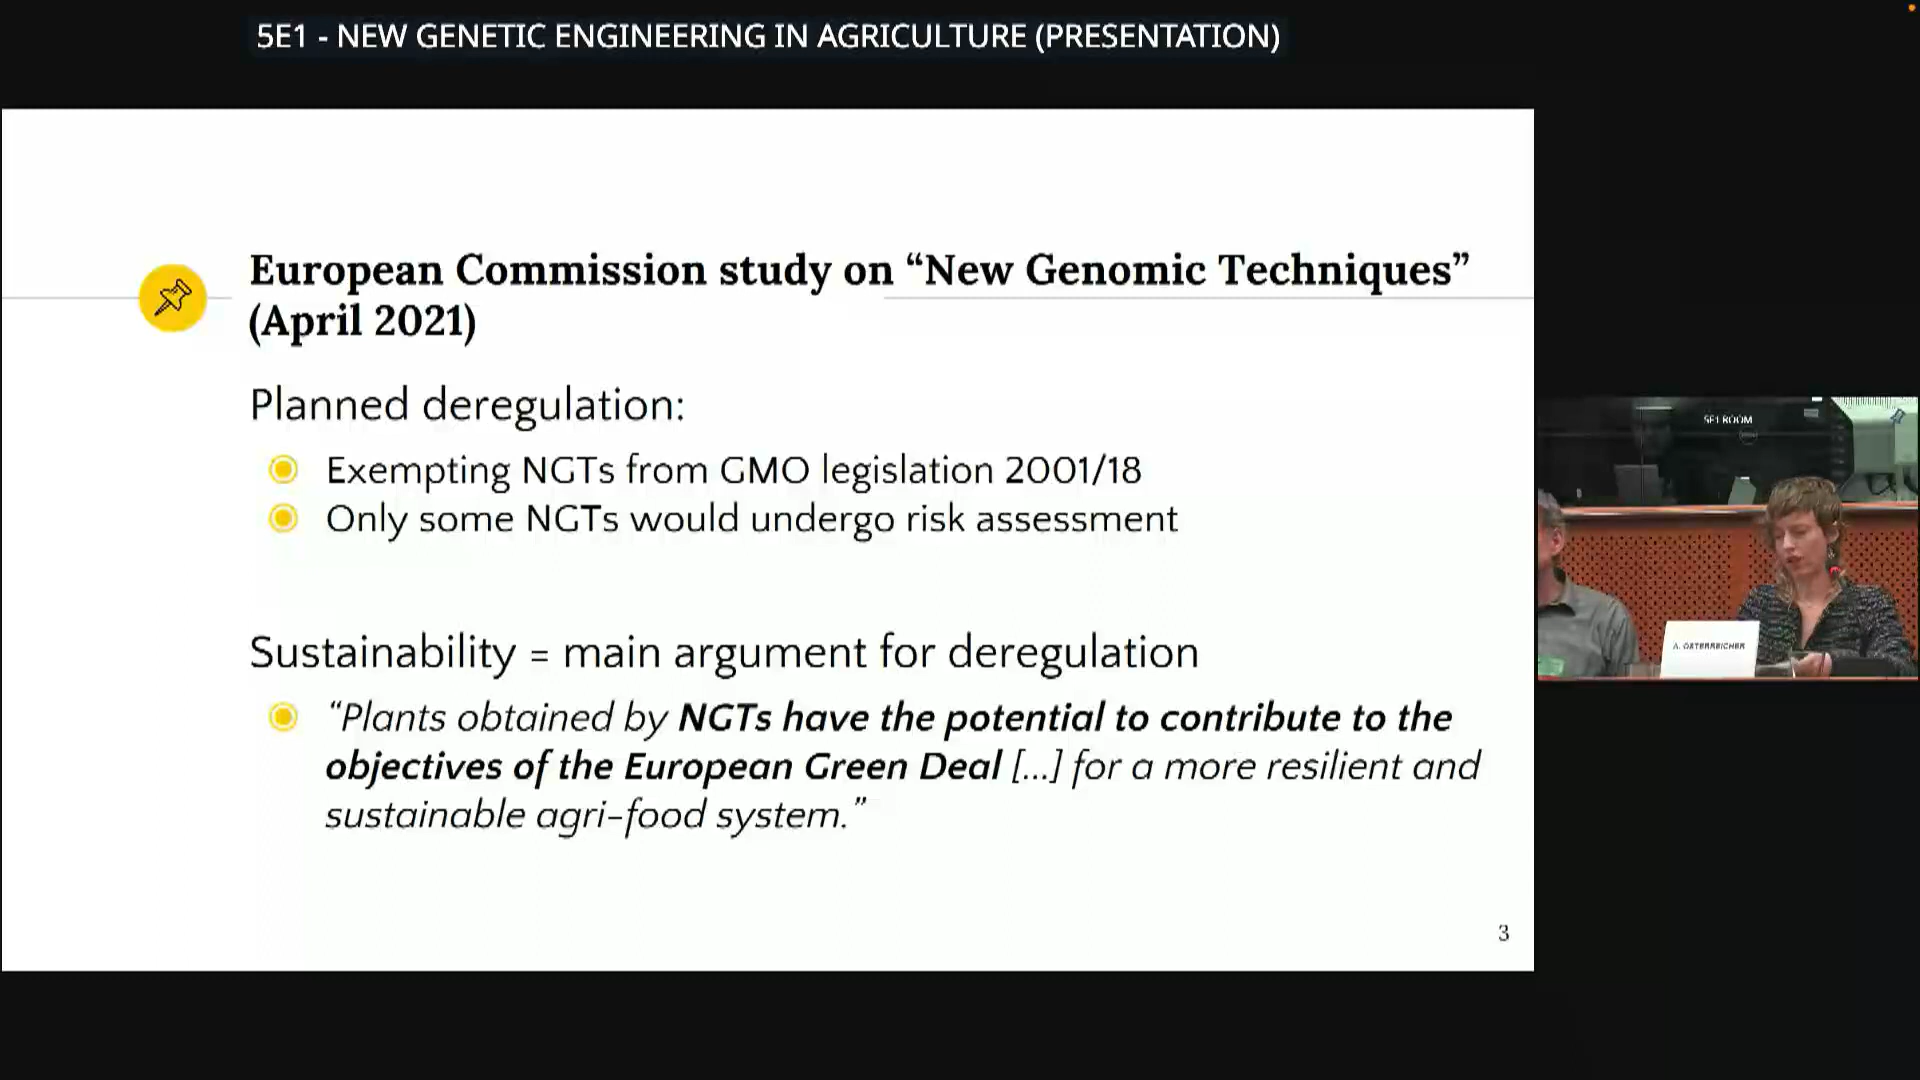 5E1 - NEW GENETIC ENGINEERING IN AGRICULTURE (PRESENTATION)
European Commission study on “New Genomic Techniques”
(April 2021)
Planned deregulation:
Exempting NGTs from GMO legislation 2001/18
Only some NGTs would undergo risk assessment
Sustainability = main argument for deregulation
“Plants obtained by NGTs have the potential to contribute to the
objectives of the European Green Deal [...] for a more resilient and
sustainable agri-food system.”
3
5E1 ROOM
A. OSTERREICHER